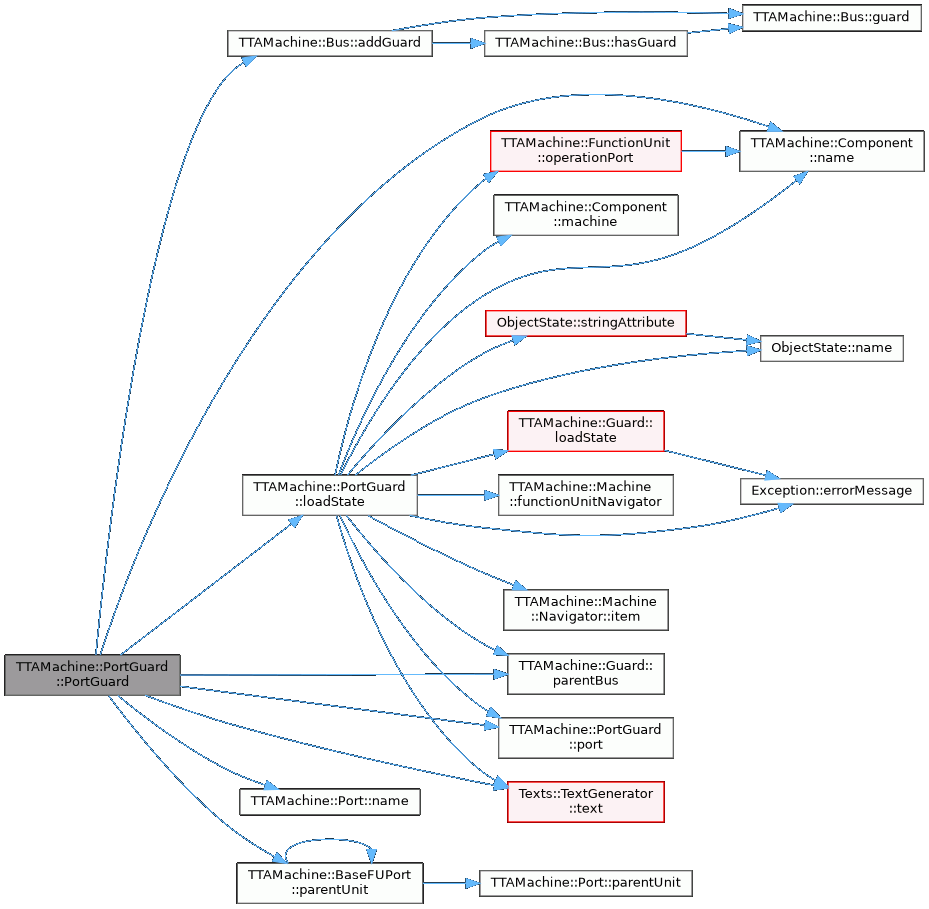 TTAMachine::Bus::guard
TTAMachine::Bus::addGuard
TTAMachine::Bus::hasGuard
TTAMachine::FunctionUnit
::operationPort
TTAMachine::Component
::name
TTAMachine::Component
::machine
ObjectState::stringAttribute
ObjectState::name
TTAMachine::Guard::
loadState
TTAMachine::PortGuard
::loadState
TTAMachine::Machine
::functionUnitNavigator
Exception::errorMessage
TTAMachine::Machine
::Navigator::item
TTAMachine::PortGuard
::PortGuard
TTAMachine::Guard::
parentBus
TTAMachine::PortGuard
::port
TTAMachine::Port::name
Texts::TextGenerator
::text
TTAMachine::BaseFUPort
::parentUnit
TTAMachine::Port::parentUnit